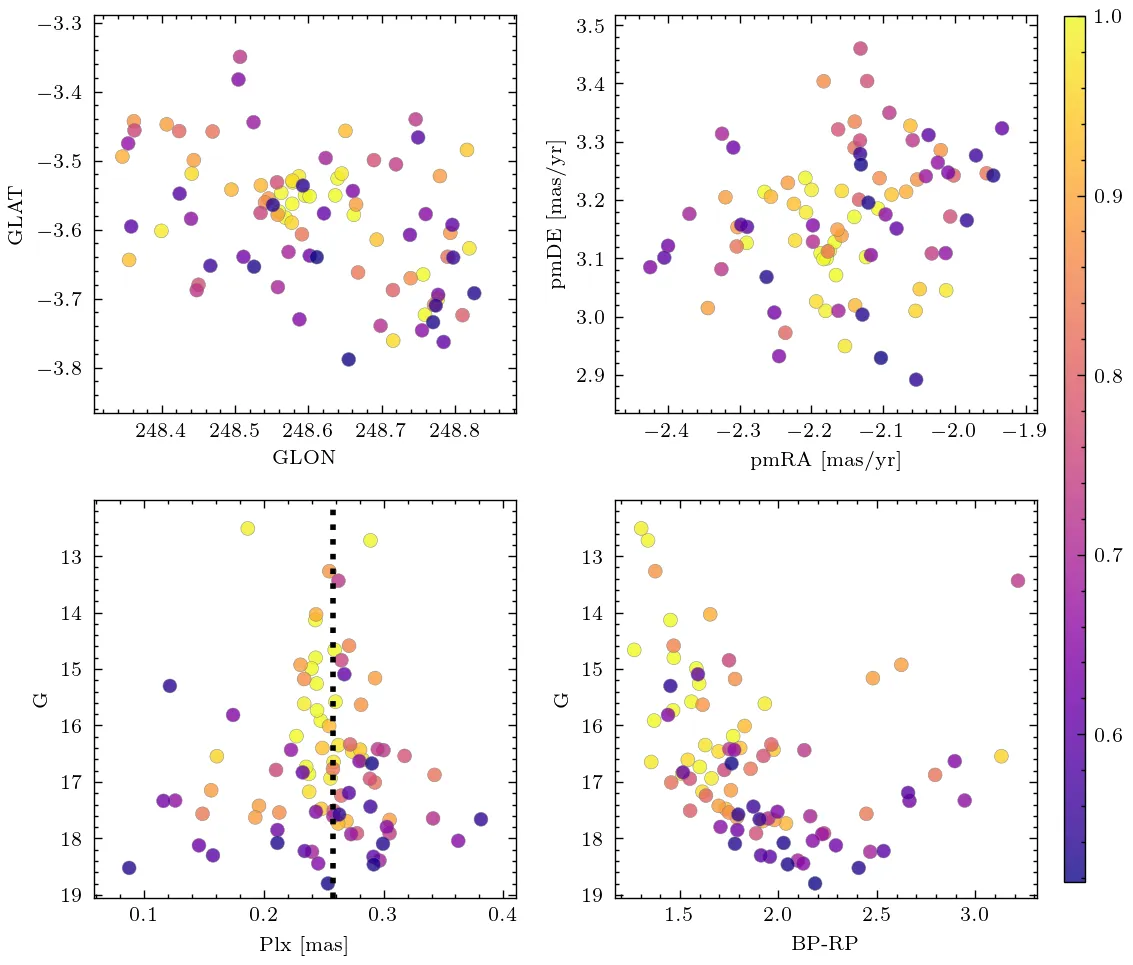 −3.3
−3.4
−3.5
−3.6
−3.7
−3.8
GLAT
248.4 248.5 248.6 248.7 248.8
GLON
3.5
3.4
3.3
3.2
3.1
3.0
2.9
pmDE [mas/yr]
−2.4 −2.3 −2.2 −2.1 −2.0 −1.9
pmRA [mas/yr]
13
14
15
16
17
18
19
G
0.1 0.2 0.3 0.4
Plx [mas]
13
14
15
16
17
18
19
G
1.5 2.0 2.5 3.0
BP-RP
1.0
0.9
0.8
0.7
0.6